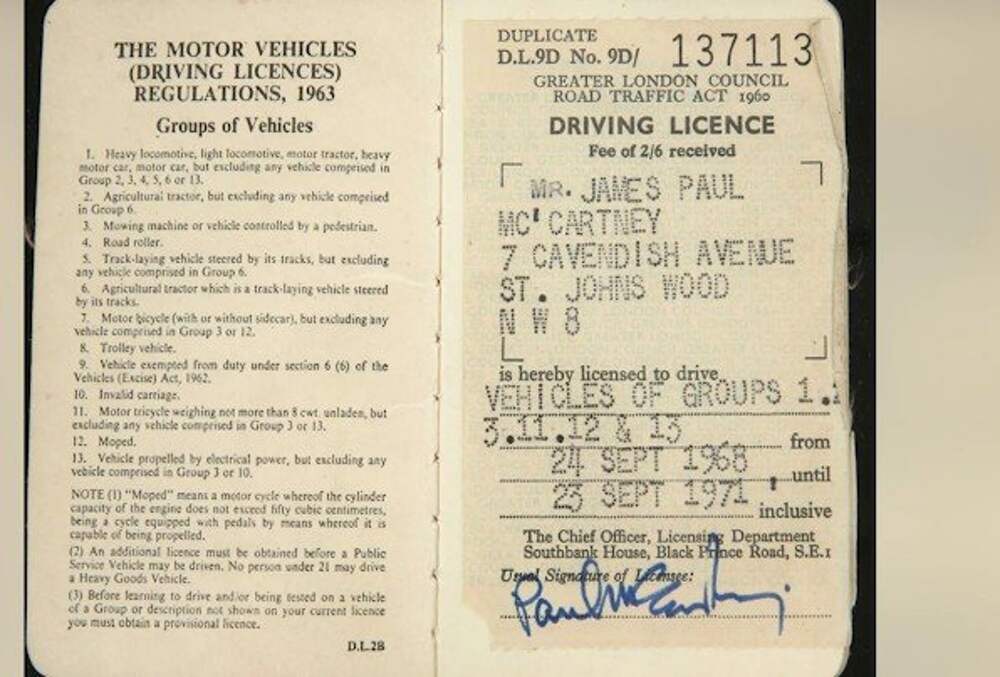 THE MOTOR VEHICLES
(DRIVING LICENCES)
REGULATIONS, 1963
Groups of Vehicles
1. Heavy locomotive, light locomotive, motor tractor, heavy
motor car, motor car, but excluding any vehicle comprised in
Group 2, 3, 4, 5, 6 or 13.
2. Agricultural tractor, but excluding any vehicle comprised
in Group 6.
3. Mowing machine or vehicle controlled by a pedestrian.
4. Road roller.
5. Track-laying vehicle steered by its tracks, but excluding
any vehicle comprised in Group 6.
6. Agricultural tractor which is a track-laying vehicle steered
by its tracks.
7. Motor bicycle (with or without sidecar), but excluding any
vehicle comprised in Group 3 or 12.
8. Trolley vehicle.
9. Vehicle exempted from duty under section 6 (6) of the
Vehicles (Excise) Act, 1962.
10. Invalid carriage.
11. Motor tricycle weighing not more than 8 cwt. unladen, but
excluding any vehicle comprised in Group 3 or 13.
12. Moped.
13. Vehicle propelled by electrical power, but excluding any
vehicle comprised in Group 3 or 10.
NOTE (1) "Moped" means a motor cycle whereof the cylinder
capacity of the engine does not exceed fifty cubic centimetres,
being a cycle equipped with pedals by means whereof it is
capable of being propelled.
(2) An additional licence must be obtained before a Public
Service Vehicle may be driven. No person under 21 may drive
a Heavy Goods Vehicle.
(3) Before learning to drive and/or being tested on a vehicle
of a Group or description not shown on your current licence
you must obtain a provisional licence.
D.L.2B
DUPLICATE
D.L.9D No. 9D/ 137113
GREATER LONDON COUNCIL
ROAD TRAFFIC ACT 1960
DRIVING LICENCE
Fee of 2/6 received
MR. JAMES PAUL
MC'CARTNEY
7 CAVENDISH AVENUE
ST. JOHNS WOOD
N W 8
is hereby licensed to drive
VEHICLES OF GROUPS 1.
3.11.12 & 13 from
24 SEPT 1968 until
23 SEPT 1971, inclusive
The Chief Officer, Licensing Department
Southbank House, Black Prince Road, S.E.1
Usual Signature of Licensee:
Paul McCartney